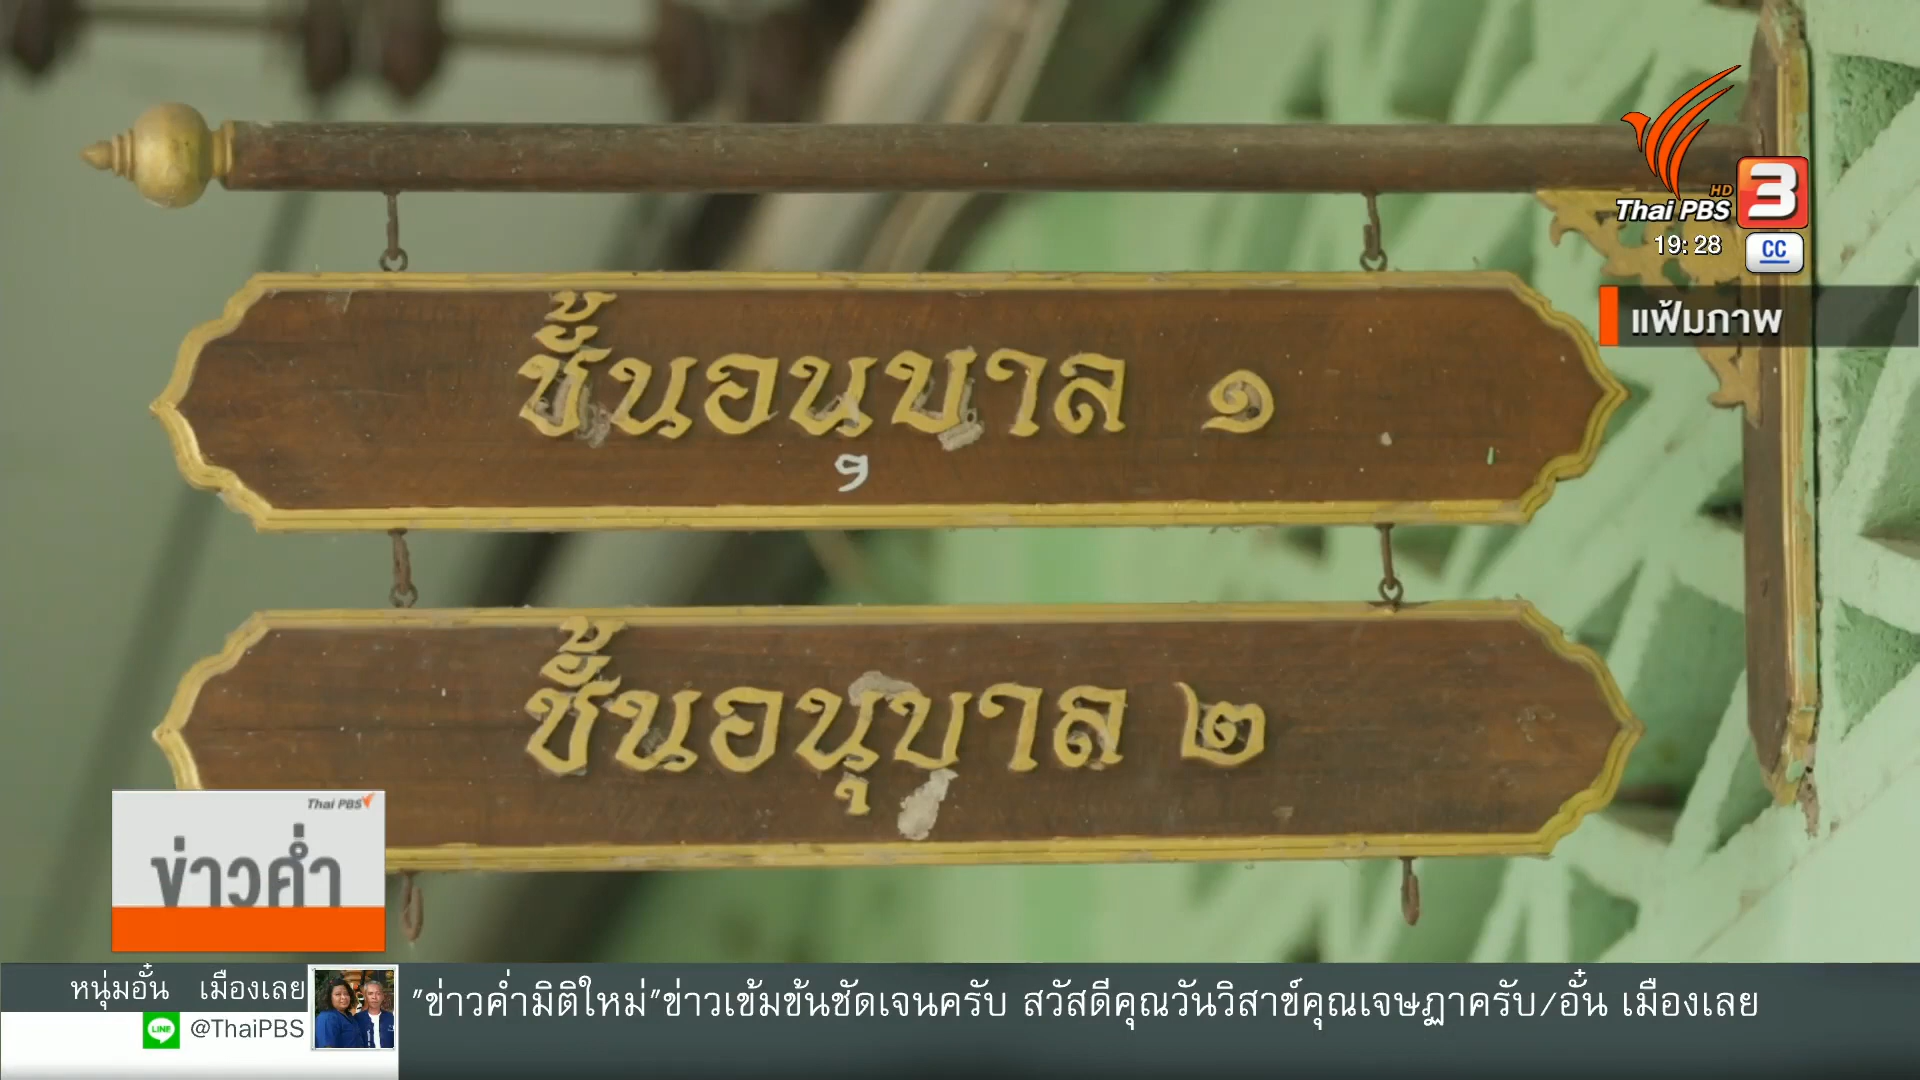 HD
Thai PBS 3
19:28
CC
แฟ้มภาพ
ชั้นอนุบาล ๑
ชั้นอนุบาล ๒
Thai PBS
ข่าวค่ำ
หนุ่มอั๋น เมืองเลย
LINE @ThaiPBS
"ข่าวค่ำมิติใหม่"ข่าวเข้มข้นชัดเจนครับ สวัสดีคุณวันวิสาข์คุณเจษฏาครับ/อั๋น เมืองเลย